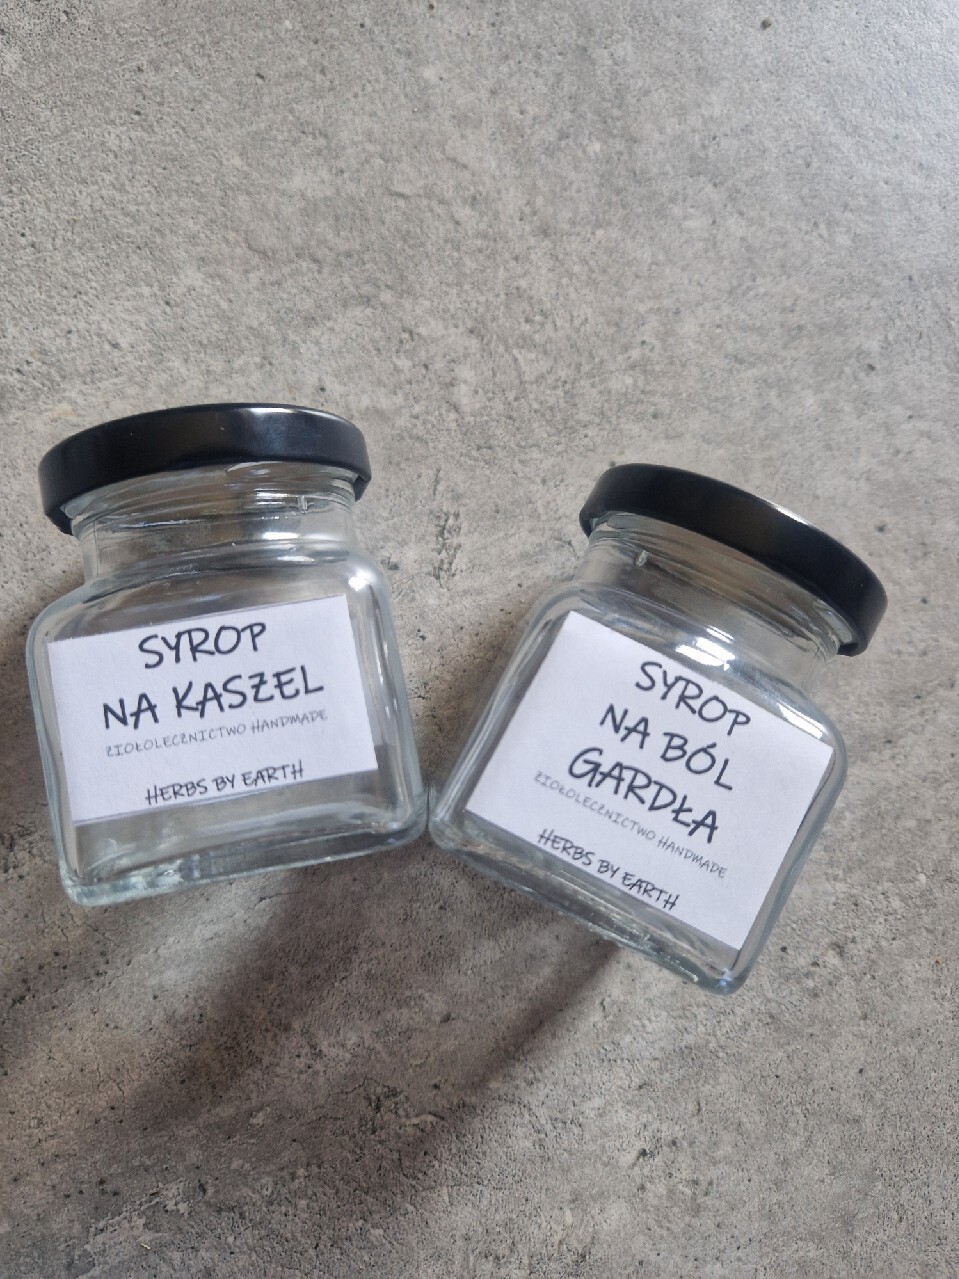 SYROP
NA KASZEL
ZIOŁOLECZNICTWO HANDMADE
HERBS BY EARTH
SYROP
NA BÓL
GARDŁA
ZIOŁOLECZNICTWO HANDMADE
HERBS BY EARTH